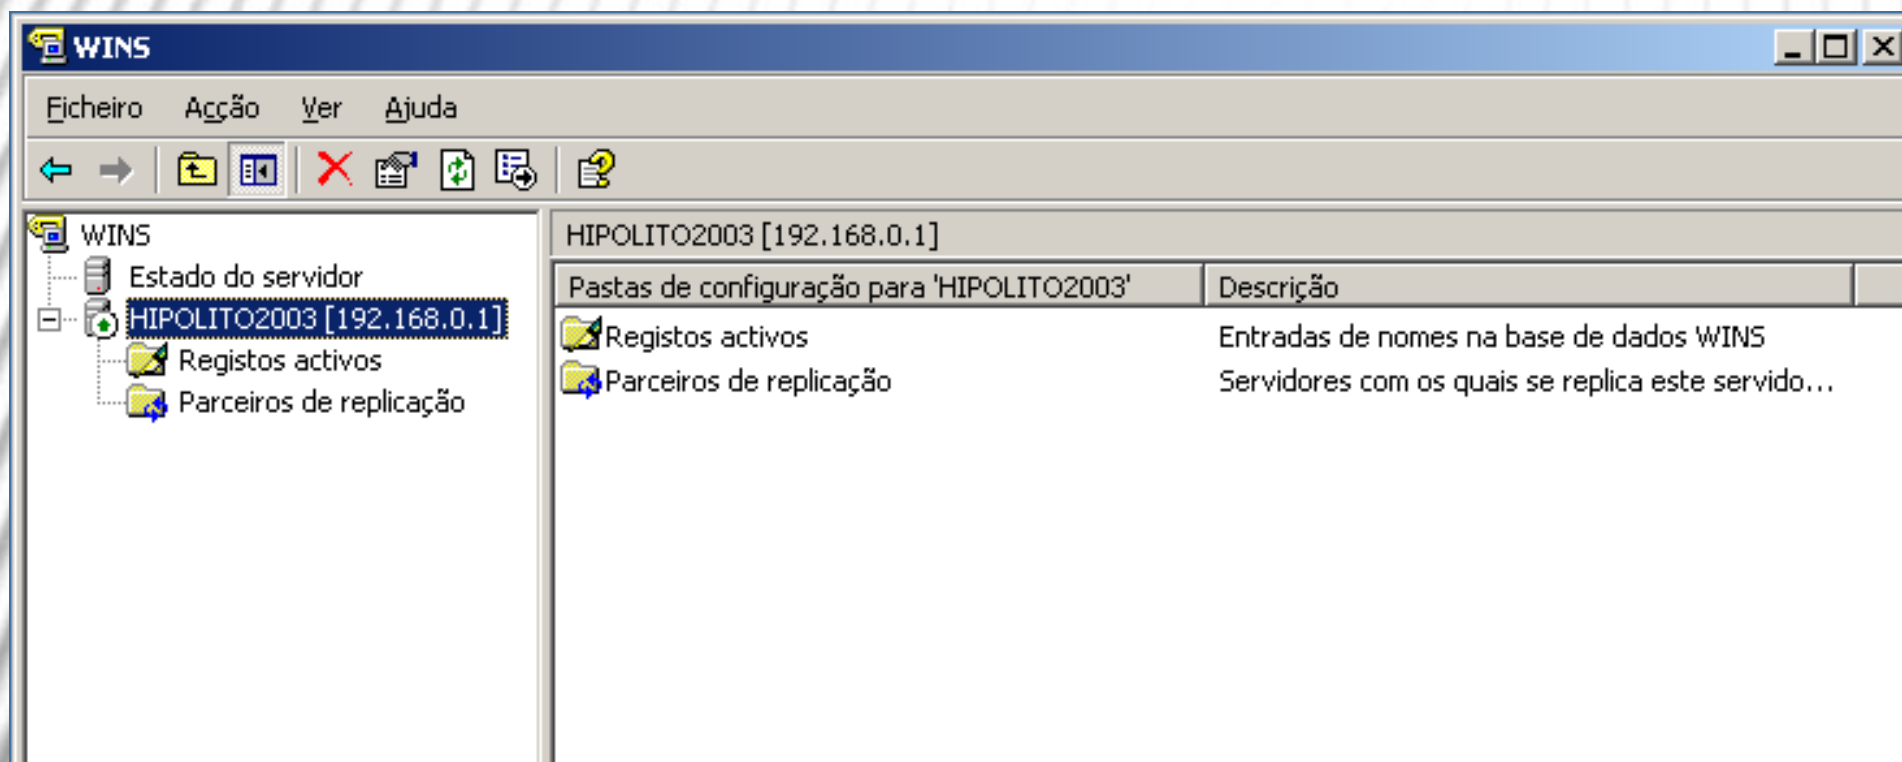 WINS
Ficheiro Acção Ver Ajuda
WINS
Estado do servidor
HIPOLITO2003 [192.168.0.1]
Registos activos
Parceiros de replicação
HIPOLITO2003 [192.168.0.1]
Pastas de configuração para 'HIPOLITO2003' Descrição
Registos activos Entradas de nomes na base de dados WINS
Parceiros de replicação Servidores com os quais se replica este servido...